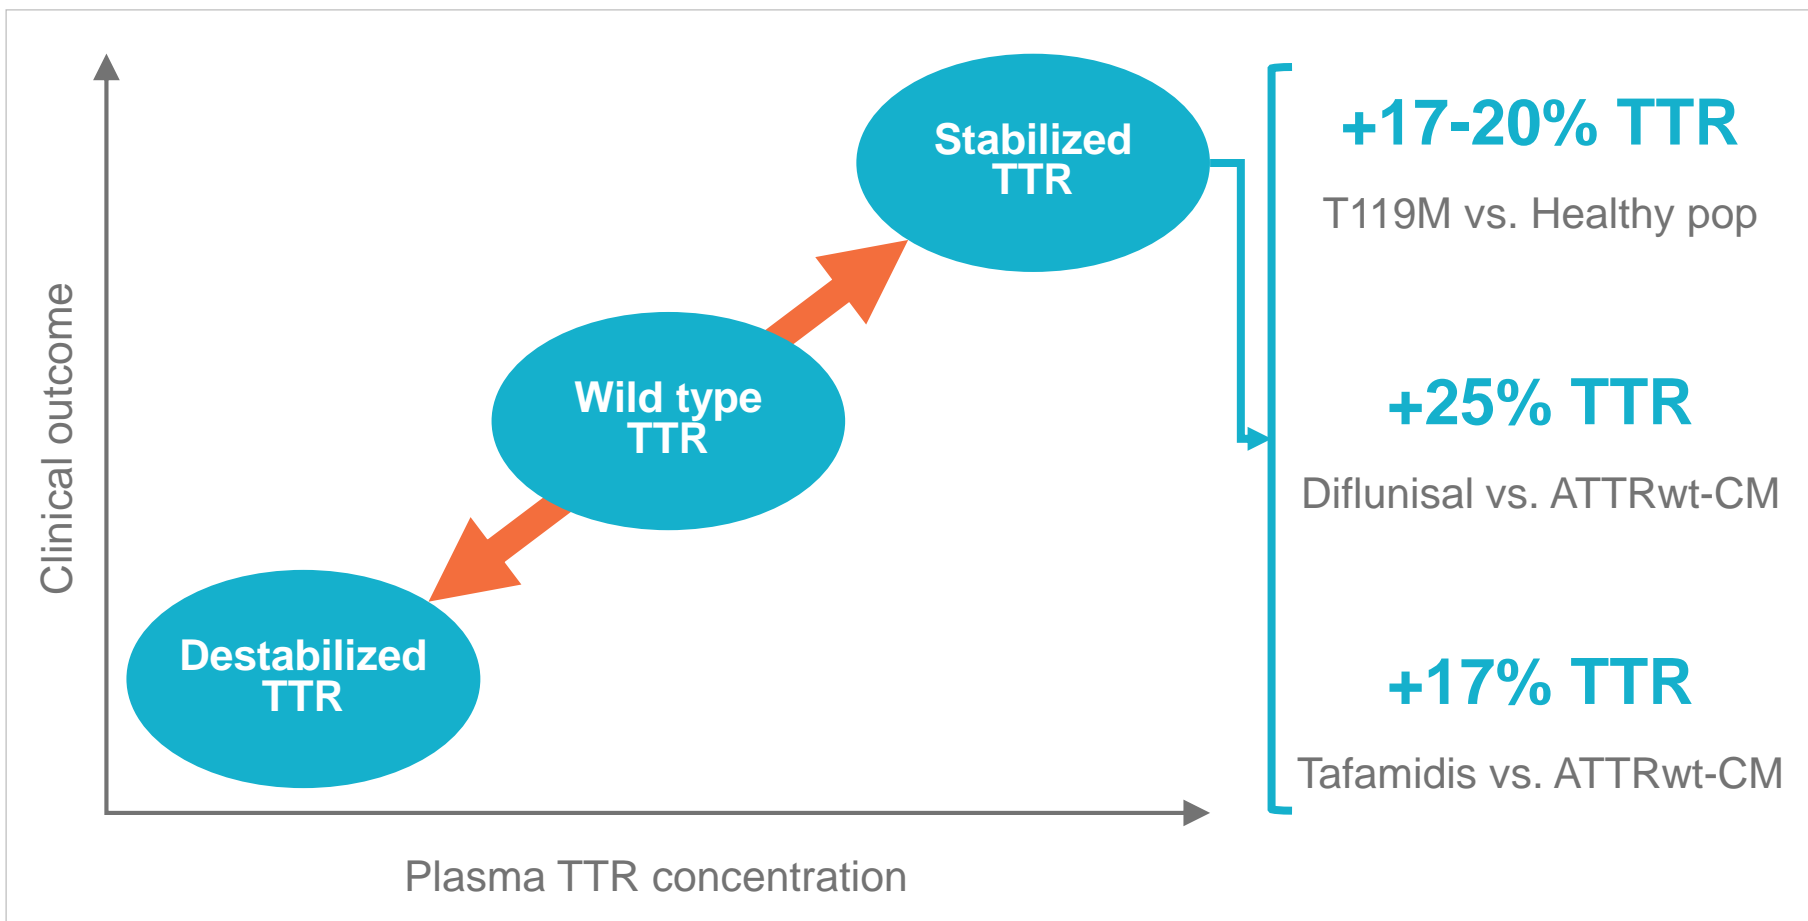 Clinical outcome
Stabilized
TTR
Wild type
TTR
Destabilized
TTR
Plasma TTR concentration
+17-20% TTR
T119M vs. Healthy pop
+25% TTR
Diflunisal vs. ATTRwt-CM
+17% TTR
Tafamidis vs. ATTRwt-CM